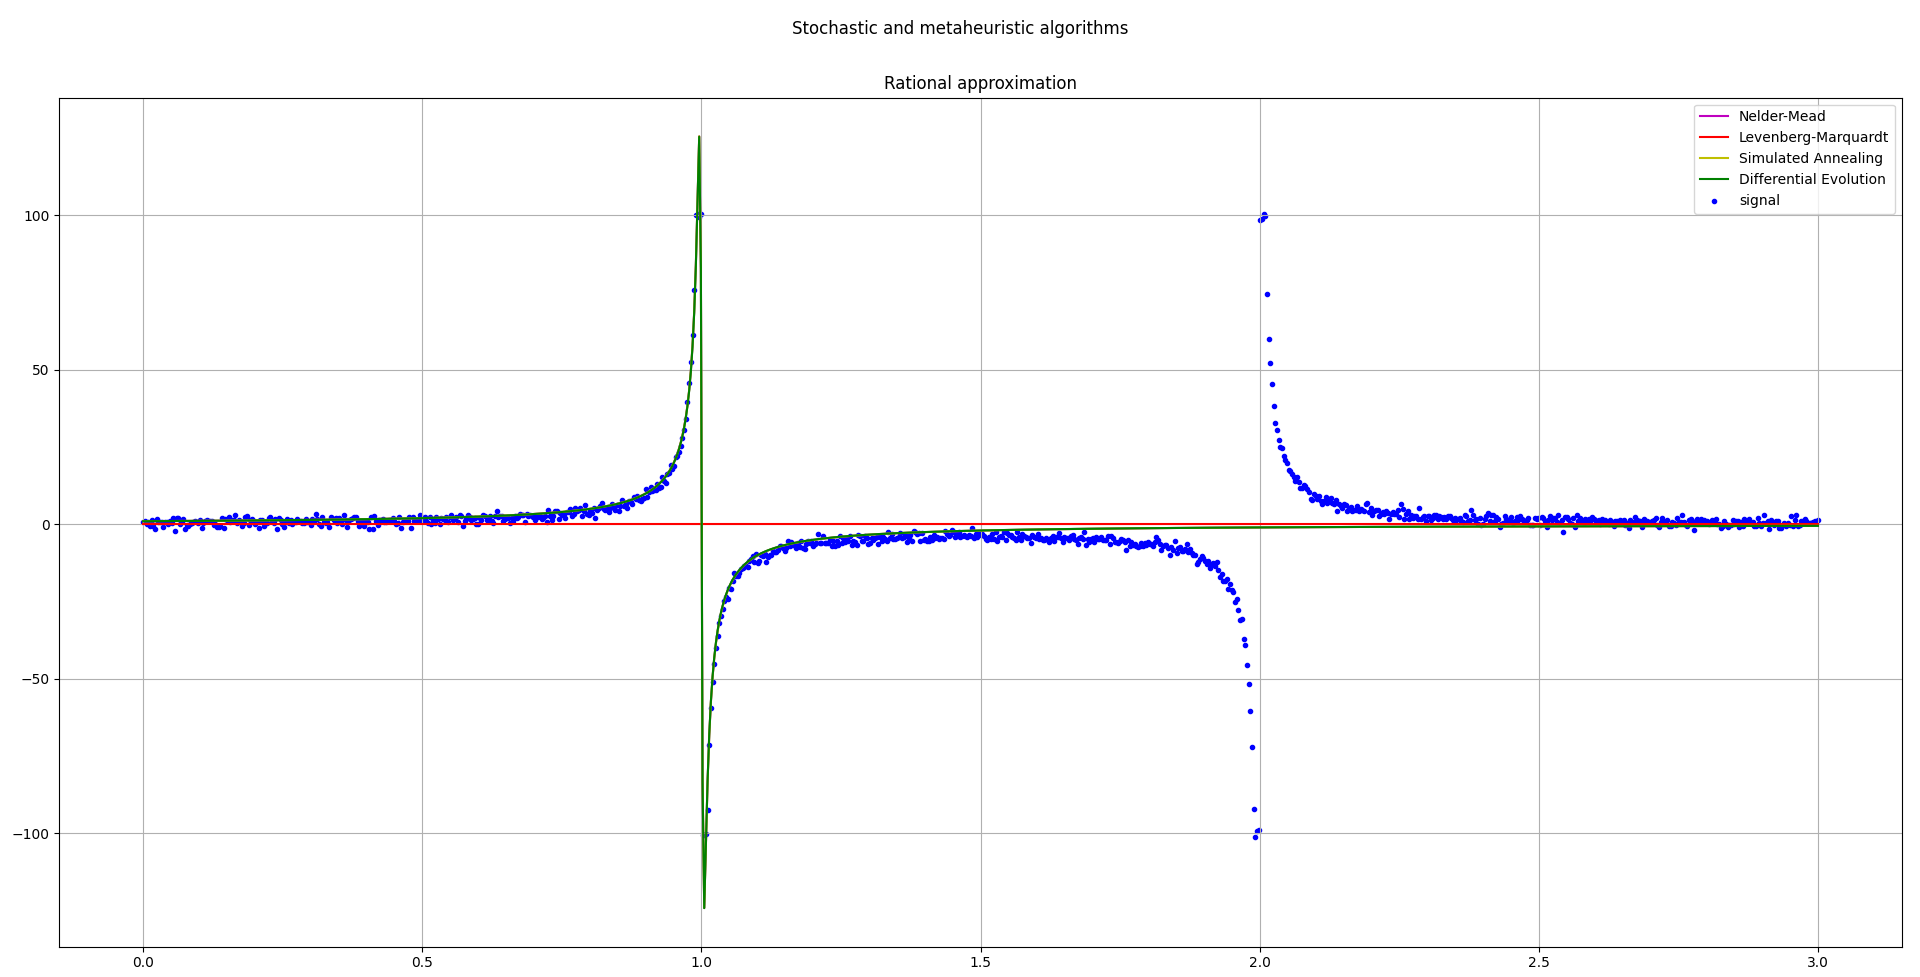 Stochastic and metaheuristic algorithms
Rational approximation
Nelder-Mead
Levenberg-Marquardt
Simulated Annealing
Differential Evolution
signal
100
50
0
−50
−100
0.0 0.5 1.0 1.5 2.0 2.5 3.0